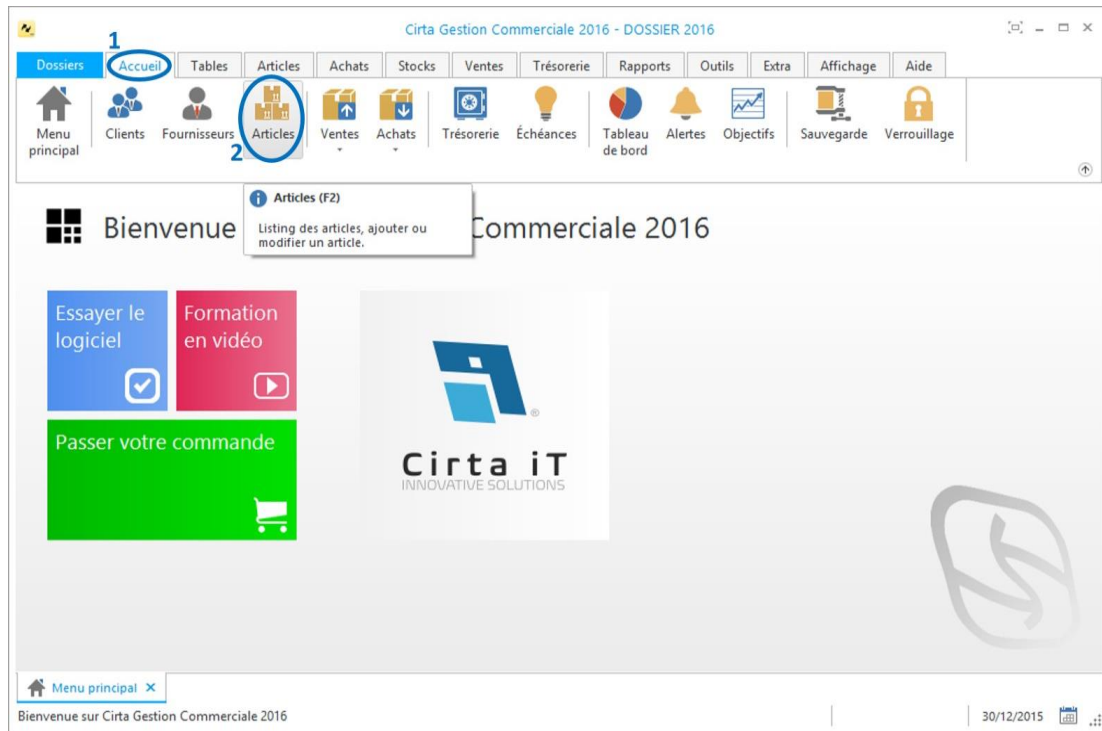 Cirta Gestion Commerciale 2016 - DOSSIER 2016
1
Dossiers Accueil Tables Articles Achats Stocks Ventes Trésorerie Rapports Outils Extra Affichage Aide
Menu principal
Clients
Fournisseurs
Articles
Ventes
Achats
Trésorerie
Échéances
Tableau de bord
Alertes
Objectifs
Sauvegarde
Verrouillage
2
Articles (F2)
Listing des articles, ajouter ou
modifier un article.
Bienvenue Commerciale 2016
Essayer le
logiciel
Formation
en vidéo
Passer votre commande
Cirta iT
INNOVATIVE SOLUTIONS
Menu principal
Bienvenue sur Cirta Gestion Commerciale 2016
30/12/2015